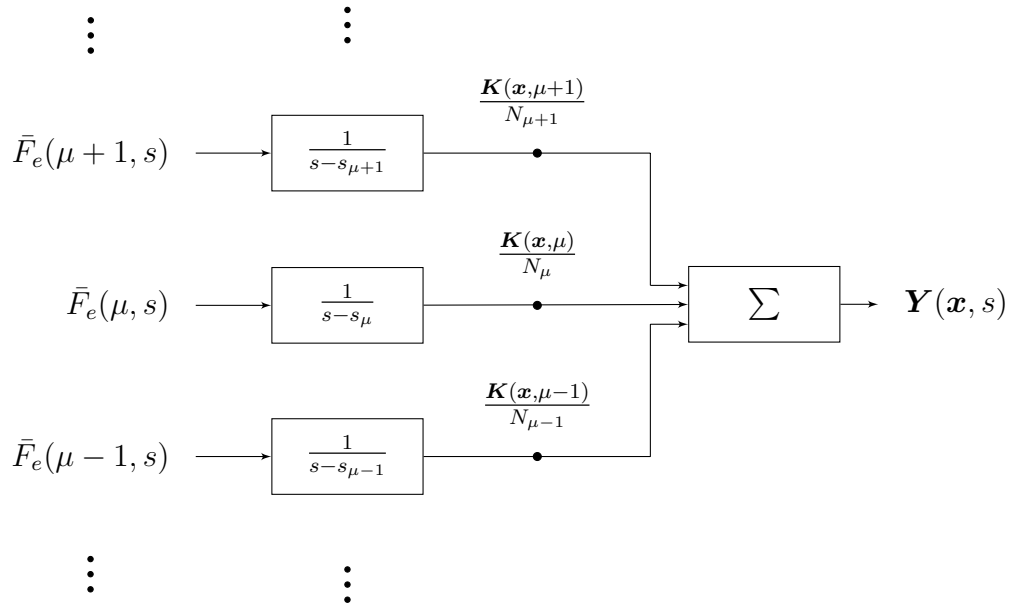 K(x,μ+1)
N_{μ+1}
F̄_e(μ + 1, s)
1
s−s_{μ+1}
K(x,μ)
N_μ
F̄_e(μ, s)
1
s−s_μ
∑
Y(x, s)
K(x,μ−1)
N_{μ−1}
F̄_e(μ − 1, s)
1
s−s_{μ−1}